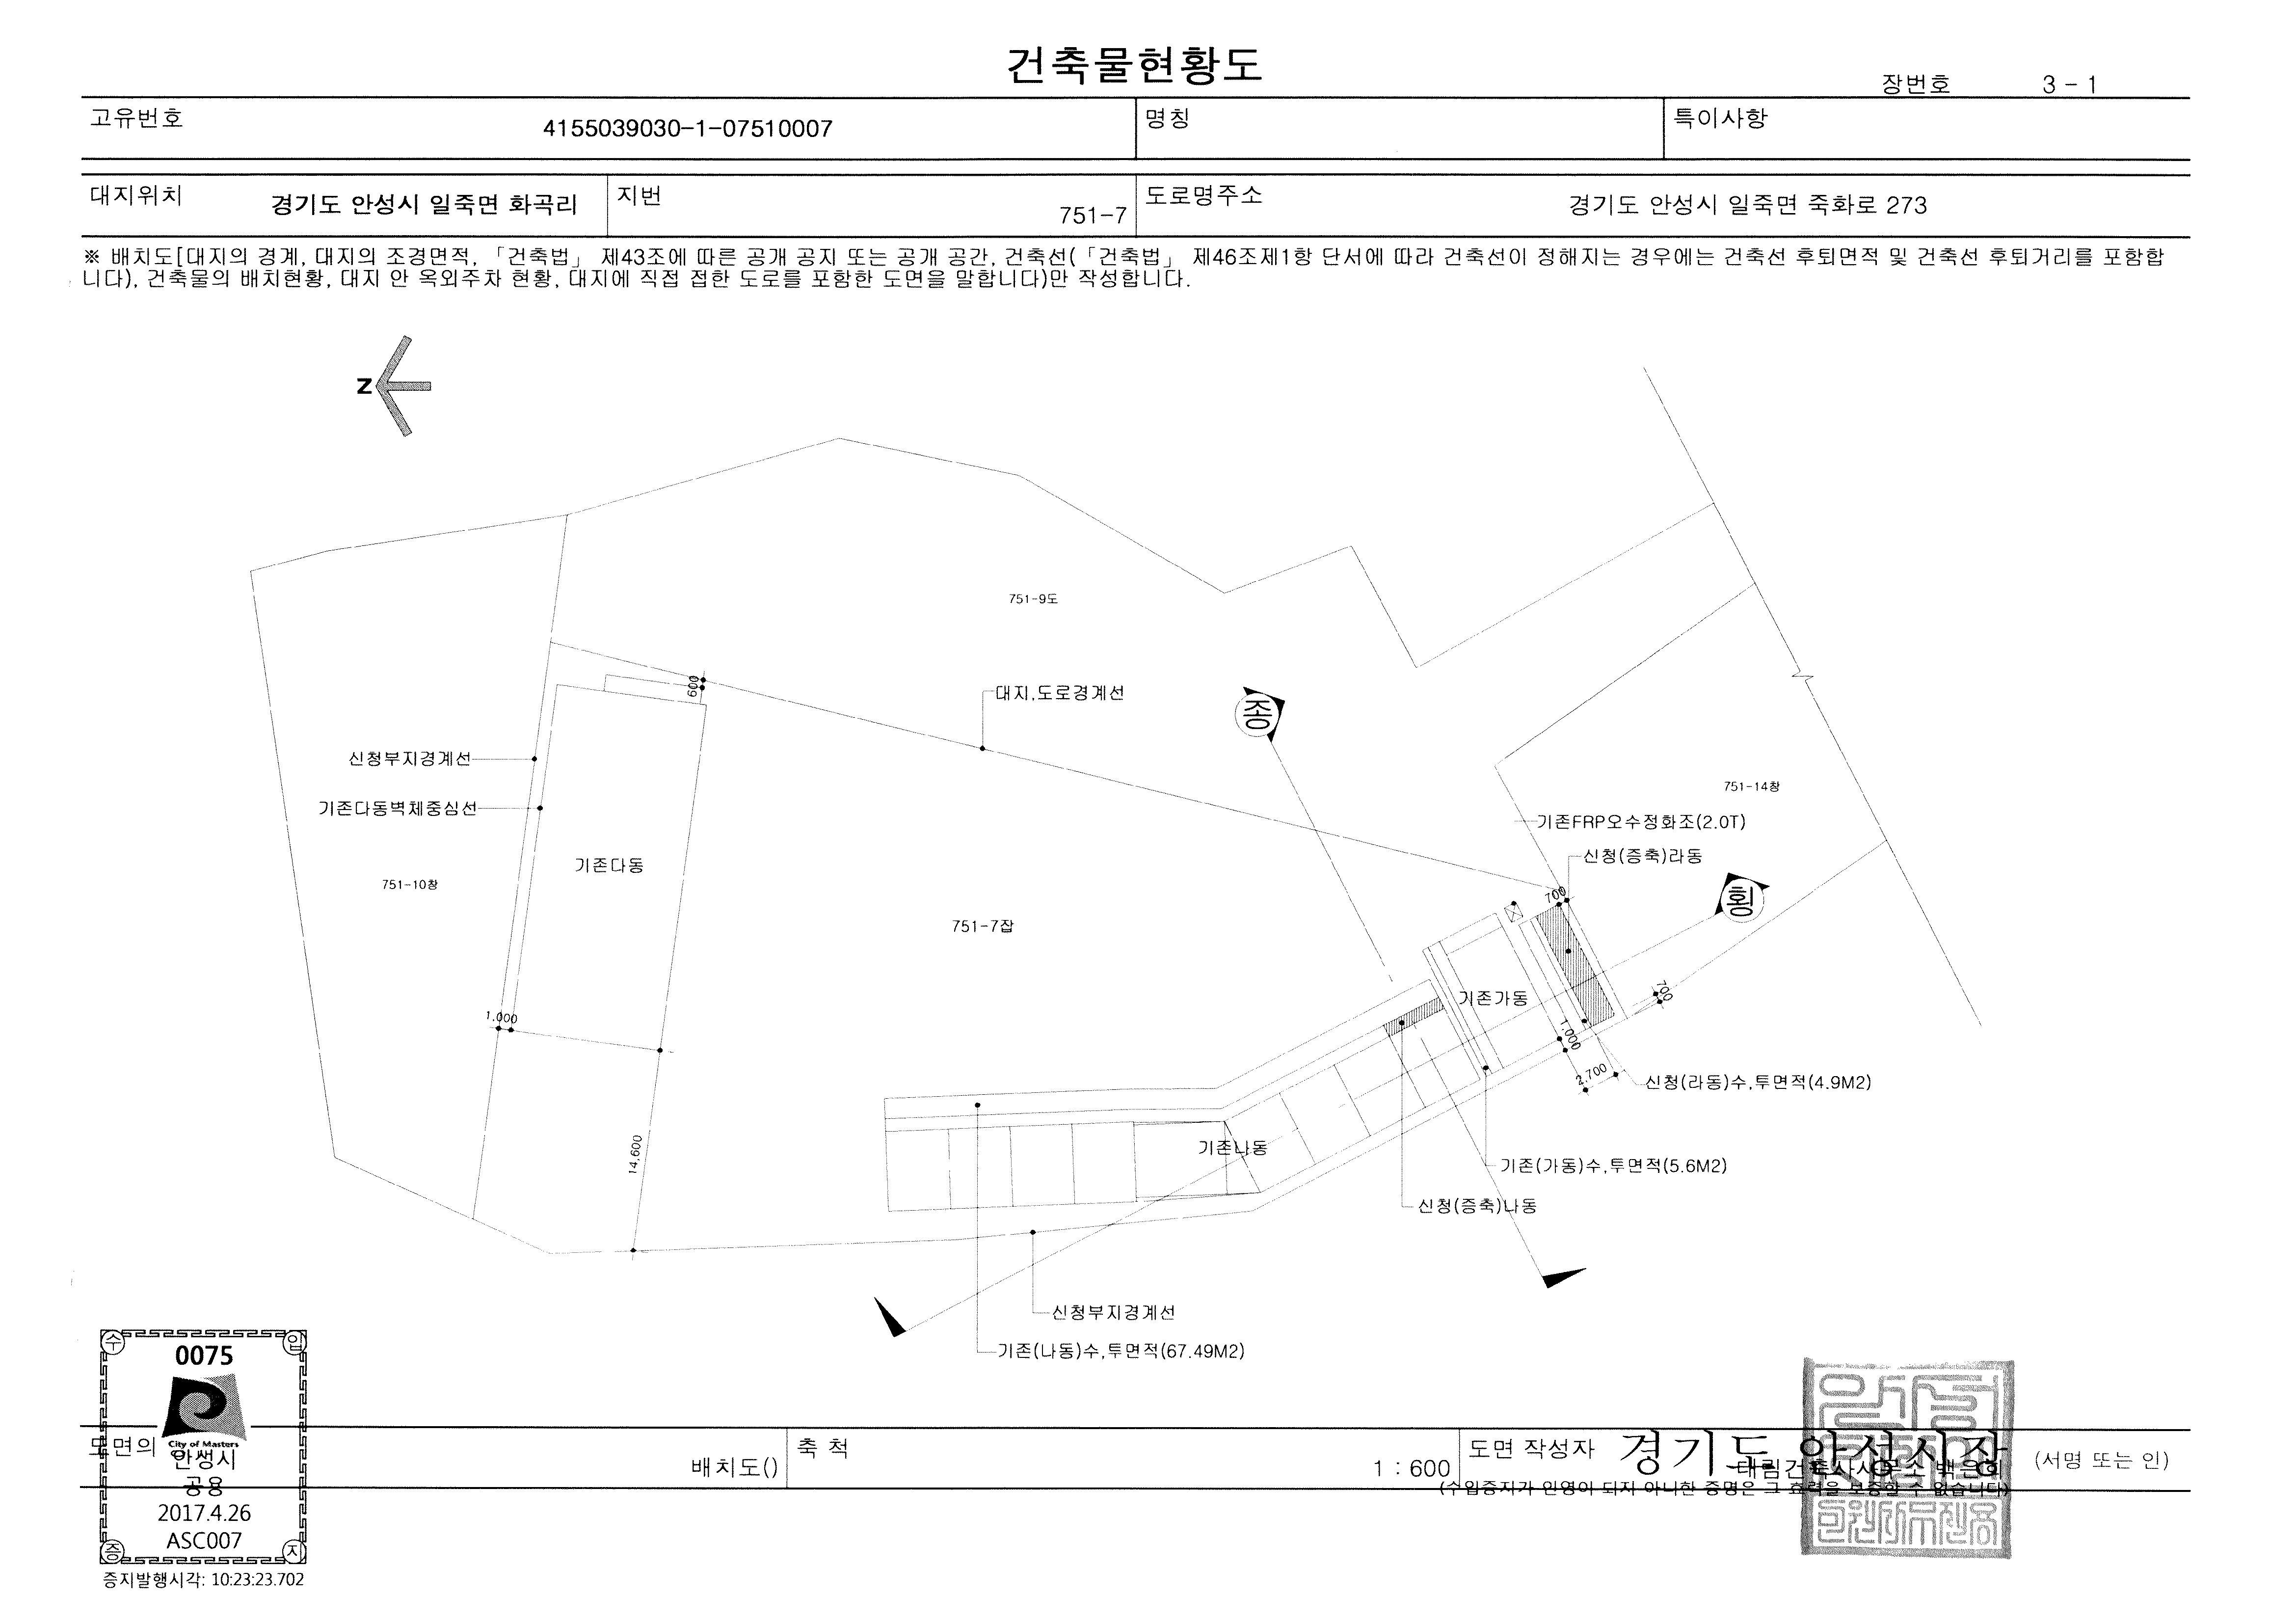 건축물현황도
장번호 3 - 1
고유번호 4155039030-1-07510007 명칭 특이사항
대지위치 경기도 안성시 일죽면 화곡리 지번 751-7 도로명주소 경기도 안성시 일죽면 죽화로 273
※ 배치도[대지의 경계, 대지의 조경면적, 「건축법」 제43조에 따른 공개 공지 또는 공개 공간, 건축선(「건축법」 제46조제1항 단서에 따라 건축선이 정해지는 경우에는 건축선 후퇴면적 및 건축선 후퇴거리를 포함합
니다), 건축물의 배치현황, 대지 안 옥외주차 현황, 대지에 직접 접한 도로를 포함한 도면을 말합니다)만 작성합니다.
Z
751-9도
600
대지,도로경계선
종
신청부지경계선
기존다동벽체중심선
기존다동
751-10창
751-7잡
751-14창
기존FRP오수정화조(2.0T)
신청(증축)라동
700
횡
기존가동
700
1,000
1,000
2,700
신청(라동)수,투면적(4.9M2)
14,600
기존나동
기존(가동)수,투면적(5.6M2)
신청(증축)나동
신청부지경계선
기존(나동)수,투면적(67.49M2)
수 입
0075
City of Masters
안성시
공용
2017.4.26
ASC007
증 지
증지발행시각: 10:23:23.702
도면의
배치도()
축 척
1 : 600
도면 작성자
경기도 안성시장
대림건축사사무소 백은희
(서명 또는 인)
(수입증지가 인영이 되지 아니한 증명은 그 효력을 보증할 수 없습니다)